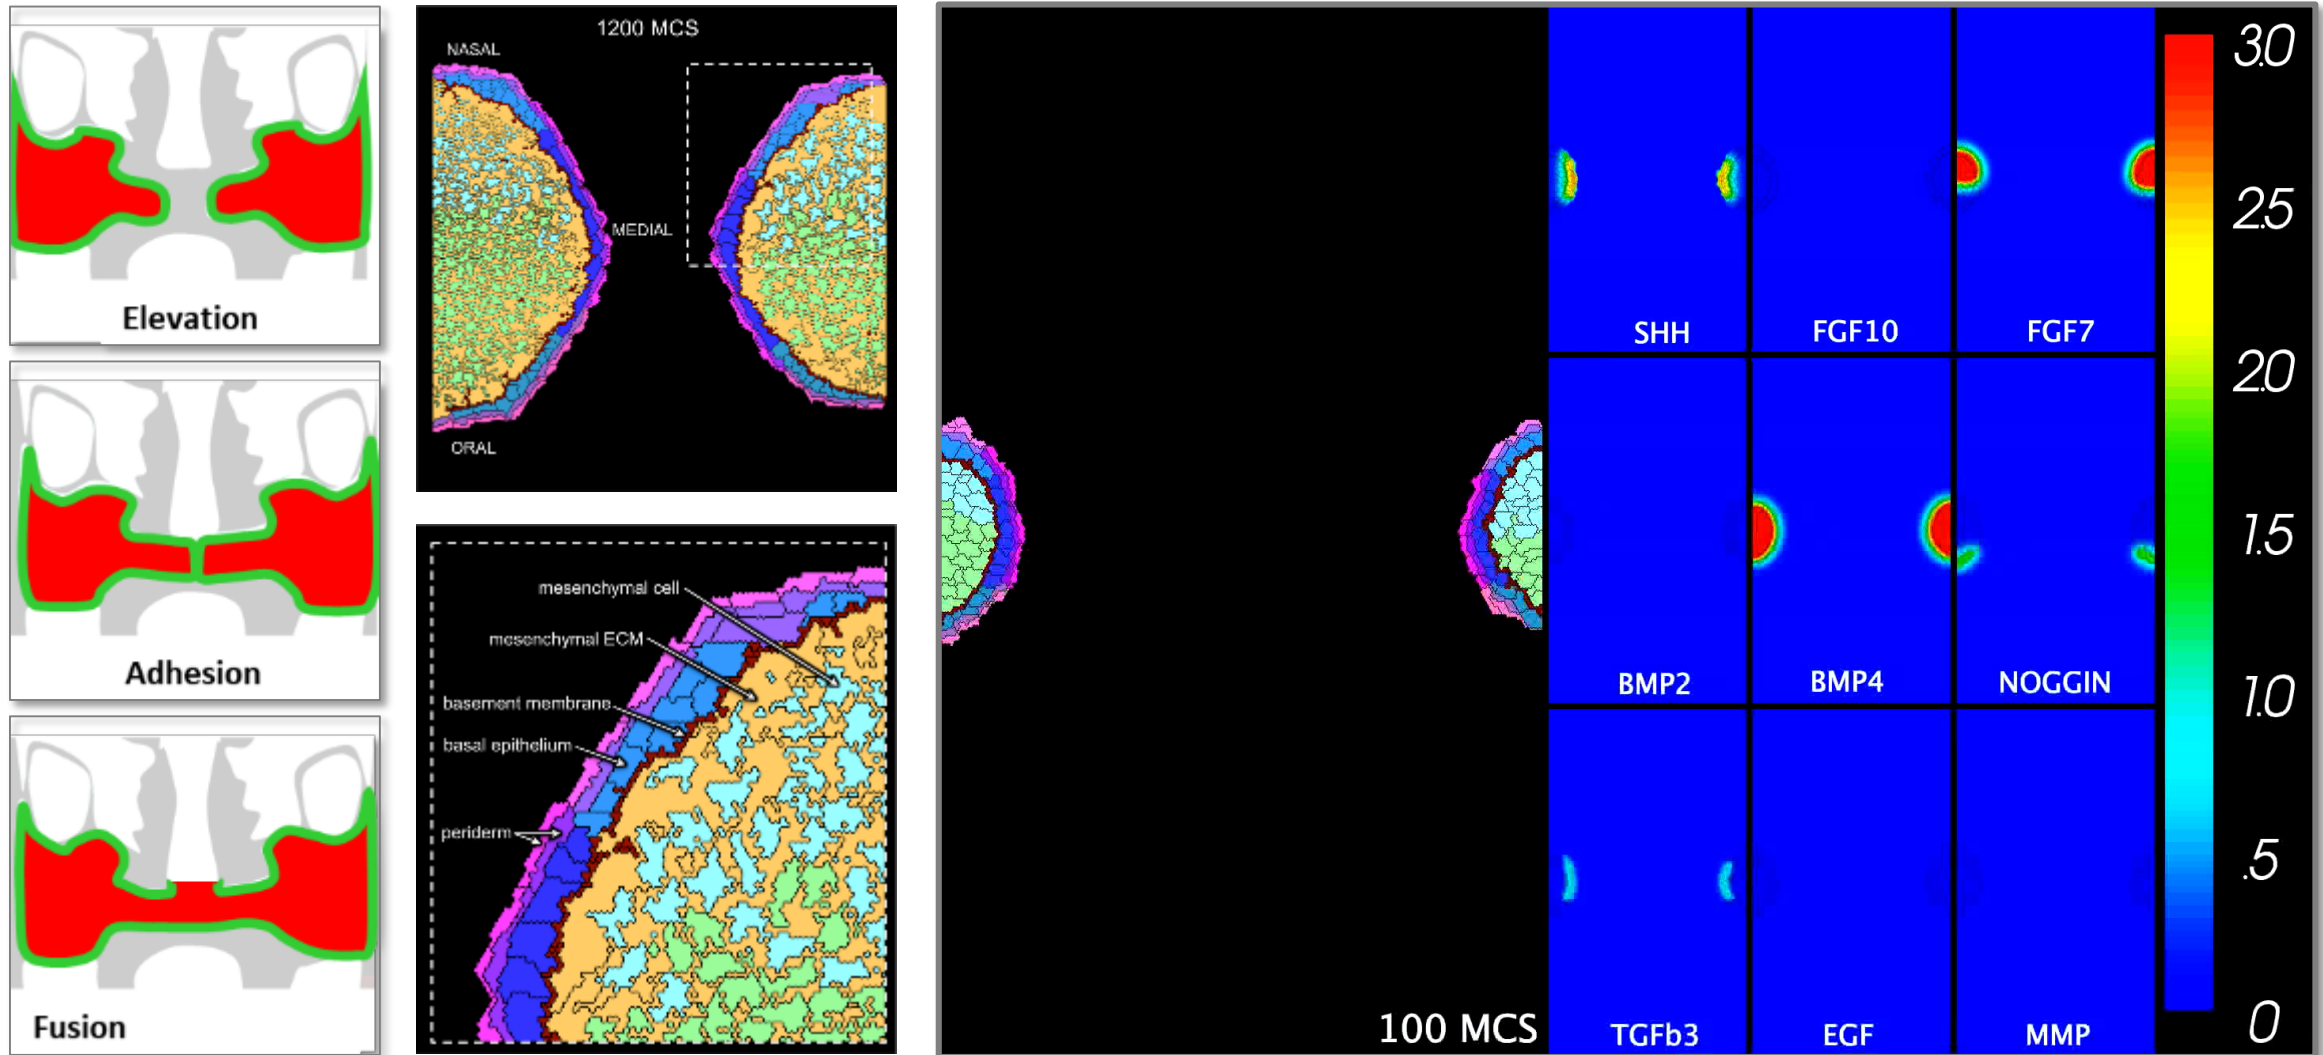 Elevation
Adhesion
Fusion
1200 MCS
NASAL
MEDIAL
ORAL
mesenchymal cell
mesenchymal ECM
basement membrane
basal epithelium
periderm
100 MCS
SHH
FGF10
FGF7
BMP2
BMP4
NOGGIN
TGFb3
EGF
MMP
3.0
2.5
2.0
1.5
1.0
.5
0